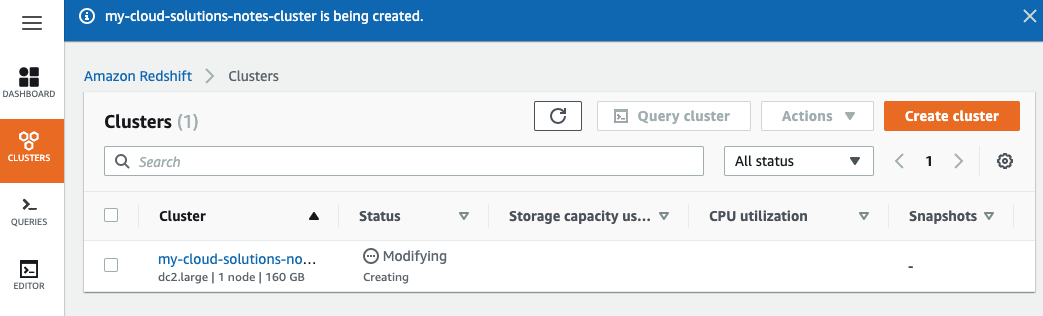 my-cloud-solutions-notes-cluster is being created.
DASHBOARD
CLUSTERS
QUERIES
EDITOR
Amazon Redshift > Clusters
Clusters (1)
Query cluster
Actions
Create cluster
Search
All status
1
Cluster Status Storage capacity us... CPU utilization Snapshots
my-cloud-solutions-no... Modifying -
dc2.large | 1 node | 160 GB Creating